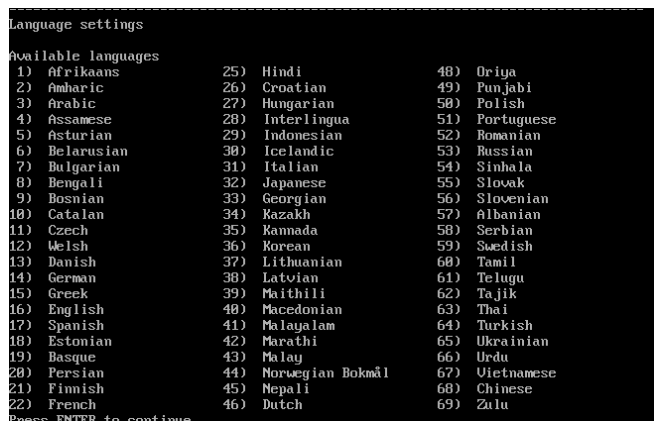 Language settings
Available languages
1) Afrikaans 25) Hindi 48) Oriya
2) Amharic 26) Croatian 49) Punjabi
3) Arabic 27) Hungarian 50) Polish
4) Assamese 28) Interlingua 51) Portuguese
5) Asturian 29) Indonesian 52) Romanian
6) Belarusian 30) Icelandic 53) Russian
7) Bulgarian 31) Italian 54) Sinhala
8) Bengali 32) Japanese 55) Slovak
9) Bosnian 33) Georgian 56) Slovenian
10) Catalan 34) Kazakh 57) Albanian
11) Czech 35) Kannada 58) Serbian
12) Welsh 36) Korean 59) Swedish
13) Danish 37) Lithuanian 60) Tamil
14) German 38) Latvian 61) Telugu
15) Greek 39) Maithili 62) Tajik
16) English 40) Macedonian 63) Thai
17) Spanish 41) Malayalam 64) Turkish
18) Estonian 42) Marathi 65) Ukrainian
19) Basque 43) Malay 66) Urdu
20) Persian 44) Norwegian Bokmål 67) Vietnamese
21) Finnish 45) Nepali 68) Chinese
22) French 46) Dutch 69) Zulu
Press ENTER to continue